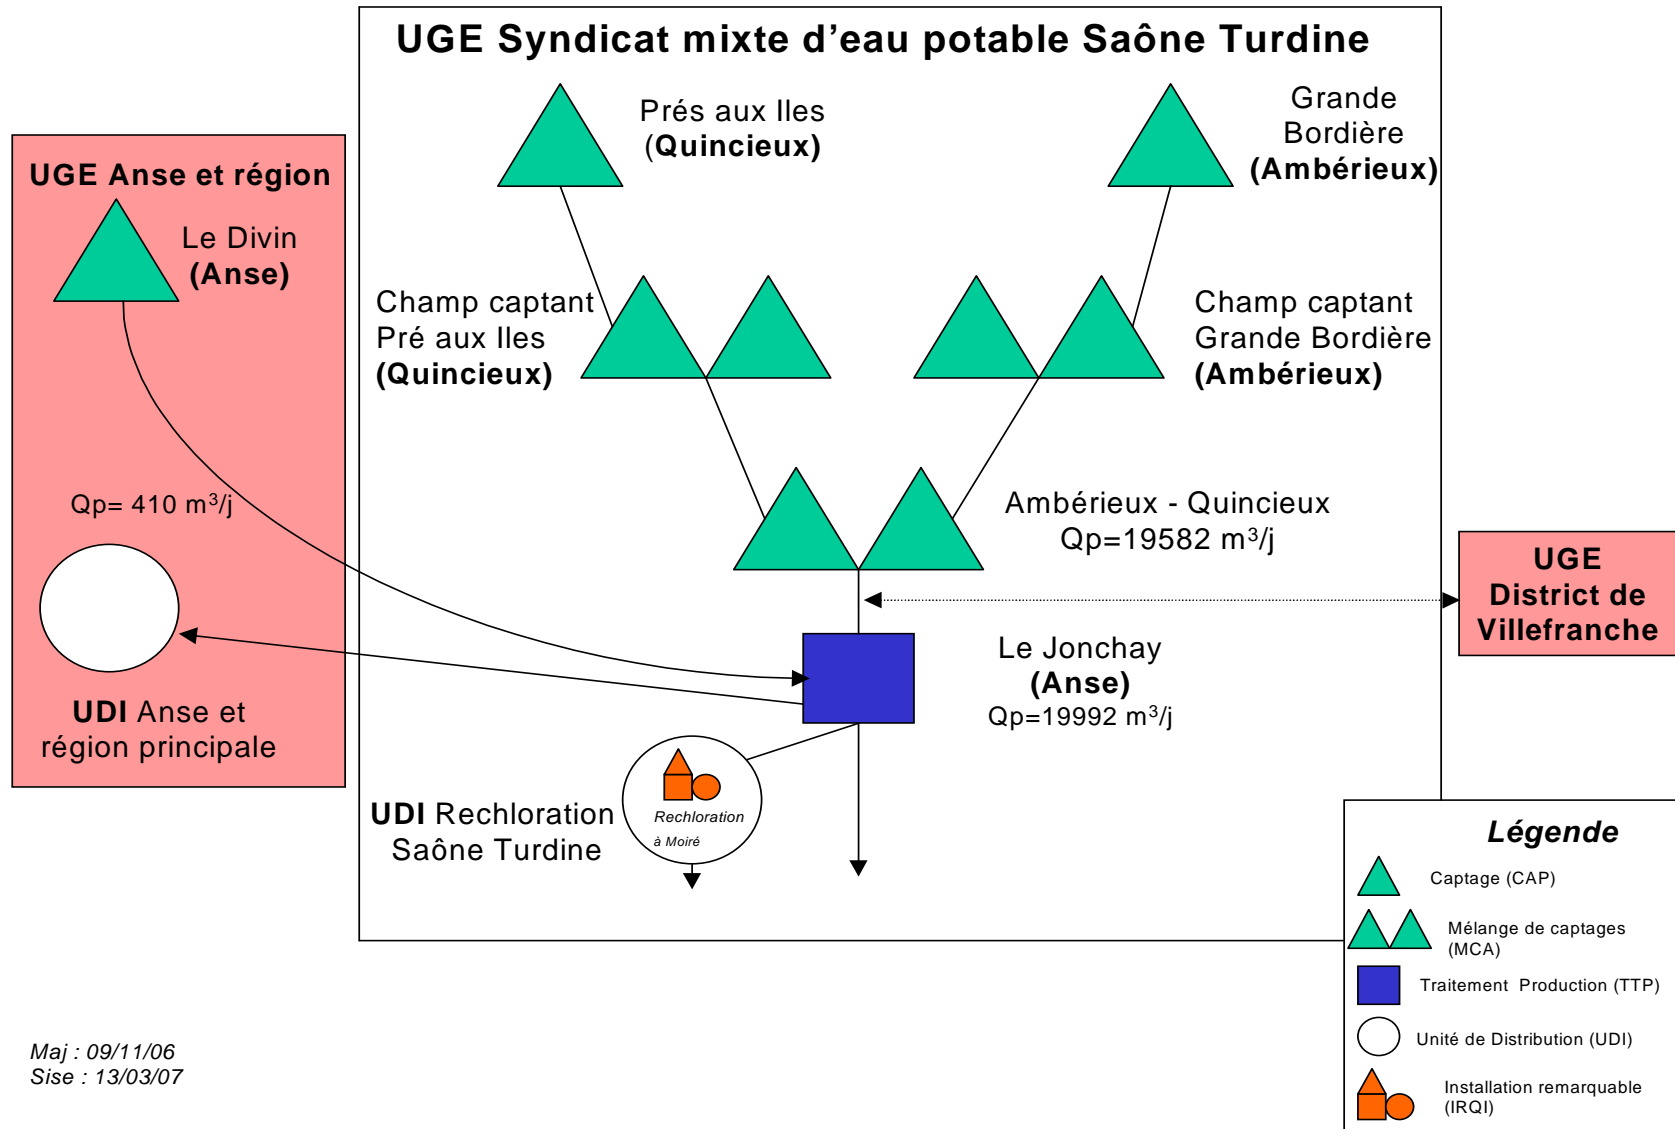 UGE Syndicat mixte d'eau potable Saône Turdine
Prés aux Iles
(Quincieux)
Grande
Bordière
(Ambérieux)
UGE Anse et région
Le Divin
(Anse)
Champ captant
Pré aux Iles
(Quincieux)
Champ captant
Grande Bordière
(Ambérieux)
Qp= 410 m³/j
Ambérieux - Quincieux
Qp=19582 m³/j
UGE
District de
Villefranche
Le Jonchay
(Anse)
Qp=19992 m³/j
UDI Anse et
région principale
UDI Rechloration
Saône Turdine
Rechloration
à Moiré
Légende
Captage (CAP)
Mélange de captages
(MCA)
Traitement Production (TTP)
Unité de Distribution (UDI)
Installation remarquable
(IRQI)
Maj : 09/11/06
Sise : 13/03/07